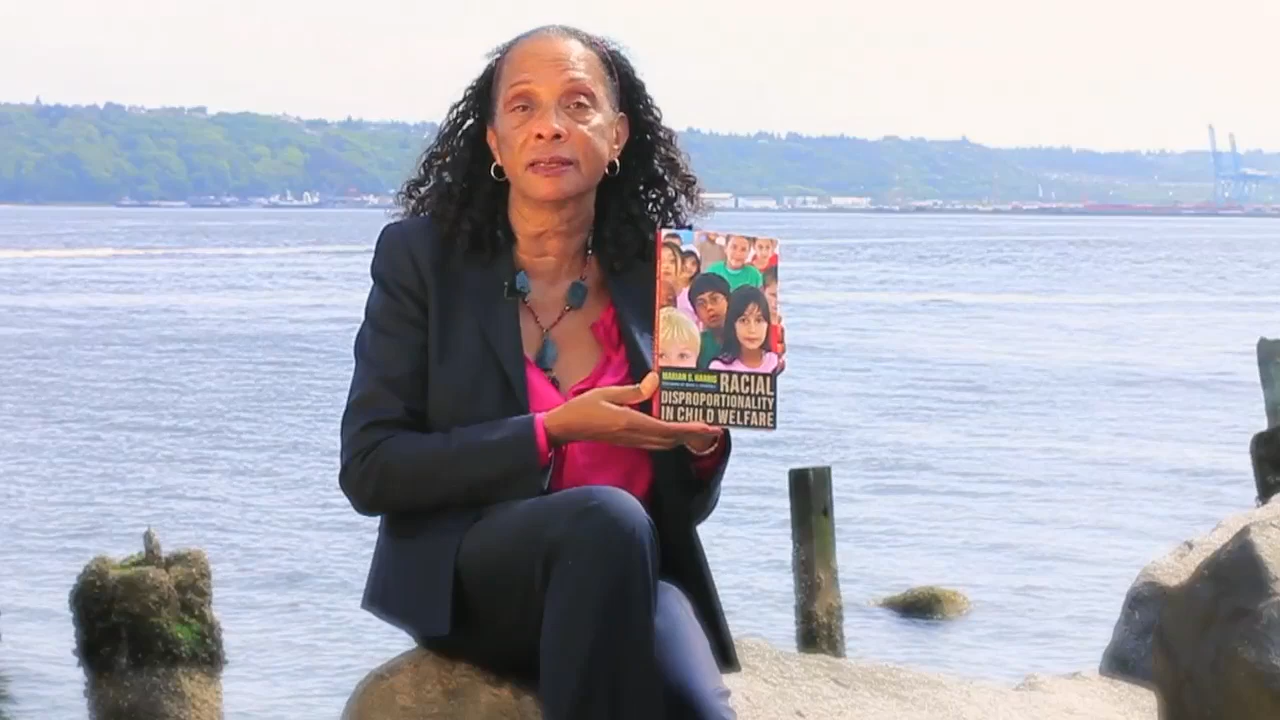 MARIAN S. HARRIS
RACIAL
DISPROPORTIONALITY
IN CHILD WELFARE